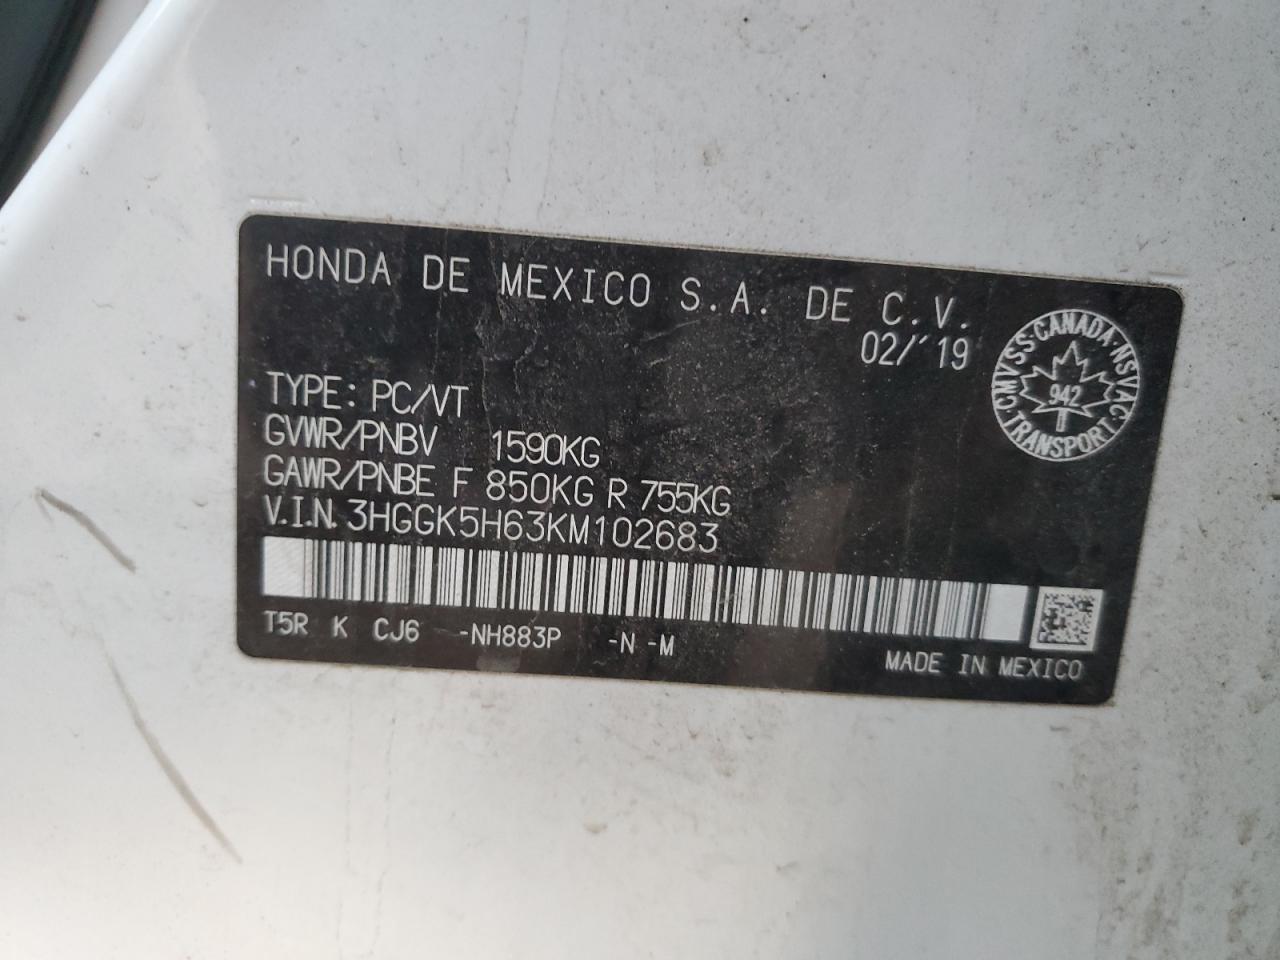 HONDA DE MEXICO S.A. DE C.V.
02/'19
CMVSS·CANADA·NSVAC
942
·TRANSPORT·
TYPE: PC/VT
GVWR/PNBV 1590KG
GAWR/PNBE F 850KG R 755KG
V.I.N. 3HGGK5H63KM102683
T5R K CJ6 -NH883P -N -M
MADE IN MEXICO